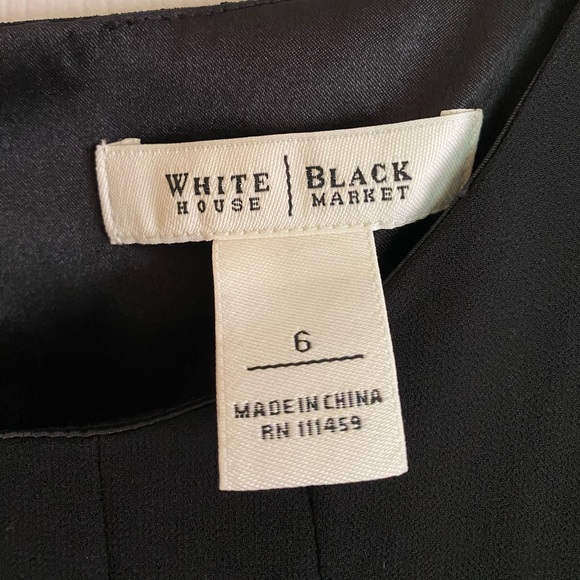 WHITE | BLACK
HOUSE | MARKET
6
MADE IN CHINA
RN 111459